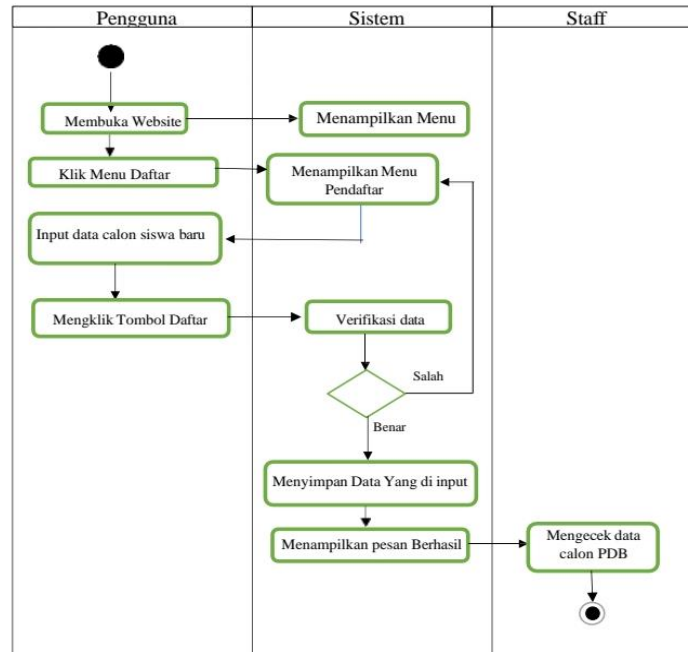 Pengguna
Sistem
Staff
Membuka Website
Menampilkan Menu
Klik Menu Daftar
Menampilkan Menu
Pendaftar
Input data calon siswa baru
Mengklik Tombol Daftar
Verifikasi data
Salah
Benar
Menyimpan Data Yang di input
Menampilkan pesan Berhasil
Mengecek data
calon PDB